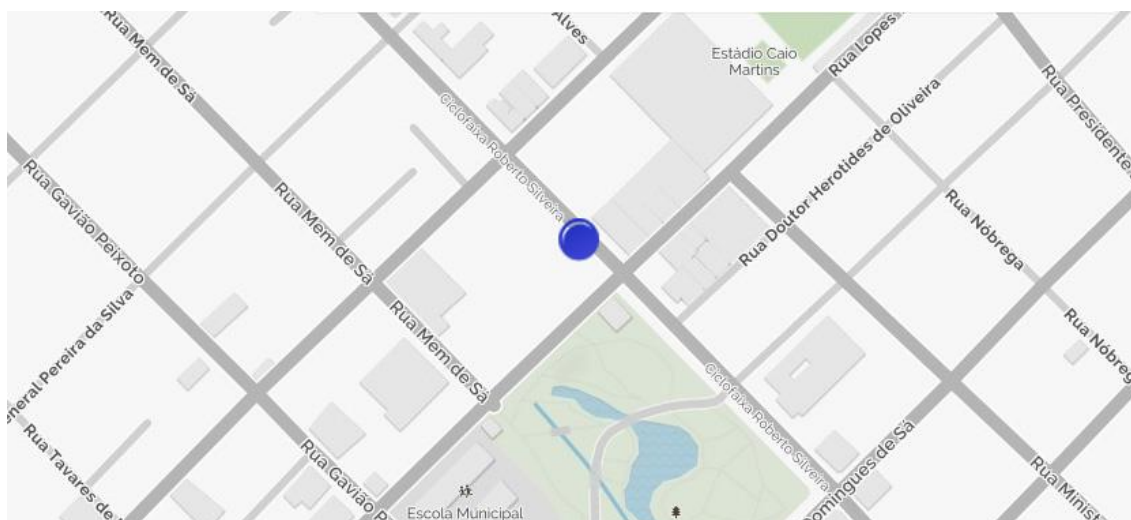 Rua Mem de Sá
Alves
Estádio Caio
Martins
Rua Lopes
Rua Presidente
Ciclofaixa Roberto Silveira
Rua Doutor Herotides de Oliveira
Rua Gavião Peixoto
Rua Mem de Sá
Rua Nóbrega
General Pereira da Silva
Rua Mem de Sá
Rua Nóbrega
Ciclofaixa Roberto Silveira
Rua Tavares de
Rua Gavião P
Domingues de Sá
Rua Minist
Escola Municipal